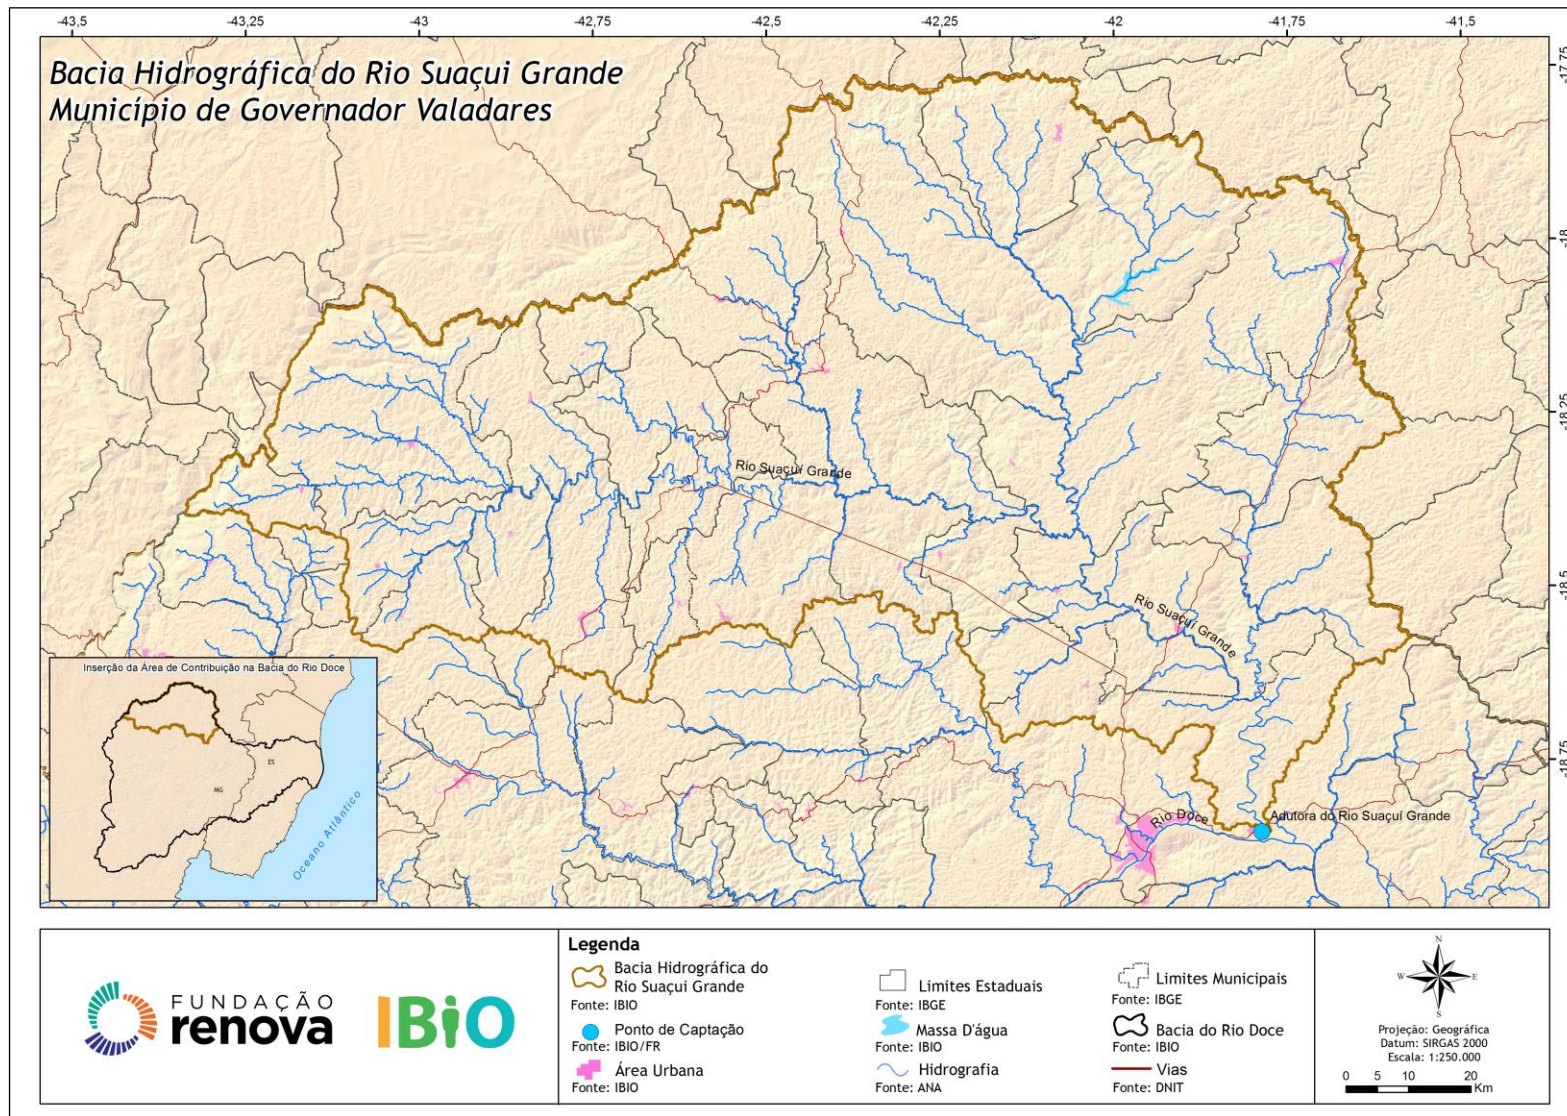 -43,5 -43,25 -43 -42,75 -42,5 -42,25 -42 -41,75 -41,5
Bacia Hidrográfica do Rio Suaçui Grande
Município de Governador Valadares
-17,75
-18
-18,25
Rio Suaçuí Grande
-18,5
Rio Suaçuí Grande
-18,75
Rio Doce
Adutora do Rio Suaçuí Grande
Inserção da Área de Contribuição na Bacia do Rio Doce
ES
MG
Oceano Atlântico
FUNDAÇÃO
renova
IBiO
Legenda
Bacia Hidrográfica do
Rio Suaçui Grande
Fonte: IBIO
Ponto de Captação
Fonte: IBIO/FR
Área Urbana
Fonte: IBIO
Limites Estaduais
Fonte: IBGE
Massa D'água
Fonte: IBIO
Hidrografia
Fonte: ANA
Limites Municipais
Fonte: IBGE
Bacia do Rio Doce
Fonte: IBIO
Vias
Fonte: DNIT
N
W E
S
Projeção: Geográfica
Datum: SIRGAS 2000
Escala: 1:250.000
0 5 10 20
Km